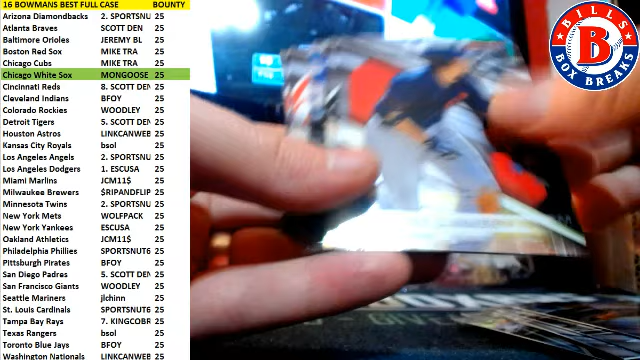 16 BOWMANS BEST FULL CASE BOUNTY
Arizona Diamondbacks 2. SPORTSNU 25
Atlanta Braves SCOTT DEN 25
Baltimore Orioles JEREMY BL 25
Boston Red Sox MIKE TRA 25
Chicago Cubs MIKE TRA 25
Chicago White Sox MONGOOSE 25
Cincinnati Reds 8. SCOTT DEN 25
Cleveland Indians BFOY 25
Colorado Rockies WOODLEY 25
Detroit Tigers 5. SCOTT DEN 25
Houston Astros LINKCANWEB 25
Kansas City Royals bsol 25
Los Angeles Angels 2. SPORTSNU 25
Los Angeles Dodgers 1. ESCUSA 25
Miami Marlins JCM11$ 25
Milwaukee Brewers $RIPANDFLIP 25
Minnesota Twins 2. SPORTSNU 25
New York Mets WOLFPACK 25
New York Yankees ESCUSA 25
Oakland Athletics JCM11$ 25
Philadelphia Phillies SPORTSNUT6 25
Pittsburgh Pirates BFOY 25
San Diego Padres 5. SCOTT DEN 25
San Francisco Giants WOODLEY 25
Seattle Mariners jlchinn 25
St. Louis Cardinals SPORTSNUT6 25
Tampa Bay Rays 7. KINGCOBR 25
Texas Rangers bsol 25
Toronto Blue Jays BFOY 25
Washington Nationals LINKCANWEB 25
BILLS
B
BOX BREAKS